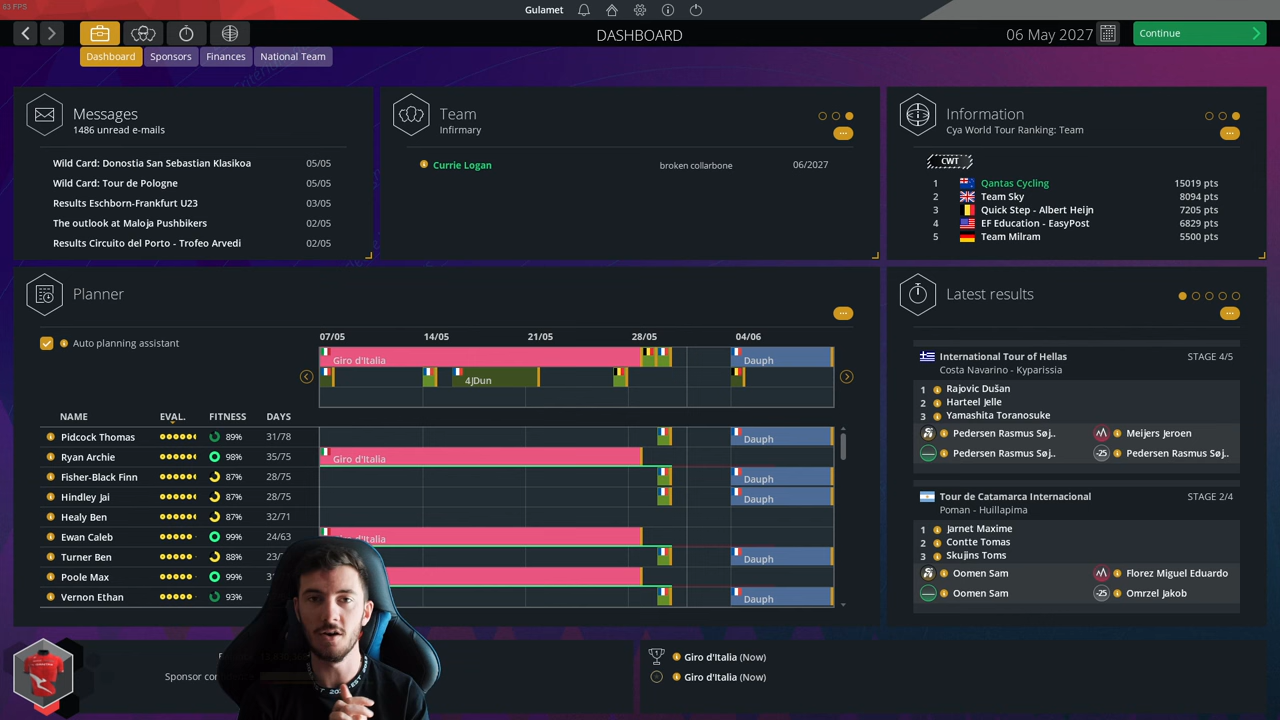 83 FPS
Gulamet
DASHBOARD
06 May 2027
Continue
Dashboard
Sponsors
Finances
National Team
Messages
1486 unread e-mails
Wild Card: Donostia San Sebastian Klasikoa 05/05
Wild Card: Tour de Pologne 05/05
Results Eschborn-Frankfurt U23 03/05
The outlook at Maloja Pushbikers 02/05
Results Circuito del Porto - Trofeo Arvedi 02/05
Team
Infirmary
Currie Logan broken collarbone 06/2027
Information
Cya World Tour Ranking: Team
CWT
1 Qantas Cycling 15019 pts
2 Team Sky 8094 pts
3 Quick Step - Albert Heijn 7205 pts
4 EF Education - EasyPost 6829 pts
5 Team Milram 5500 pts
Planner
Auto planning assistant
07/05 14/05 21/05 28/05 04/06
Giro d'Italia Dauph
4JDun
NAME EVAL. FITNESS DAYS
Pidcock Thomas 89% 31/78 Dauph
Ryan Archie 98% 35/75 Giro d'Italia
Fisher-Black Finn 87% 28/75 Dauph
Hindley Jai 87% 28/75 Dauph
Healy Ben 87% 32/71
Ewan Caleb 99% 24/63 d'Italia
Turner Ben 88% Dauph
Poole Max 99%
Vernon Ethan 93% Dauph
Latest results
International Tour of Hellas STAGE 4/5
Costa Navarino - Kyparissia
1 Rajovic Dušan
2 Harteel Jelle
3 Yamashita Toranosuke
Pedersen Rasmus Søj.. Meijers Jeroen
Pedersen Rasmus Søj.. -25 Pedersen Rasmus Søj..
Tour de Catamarca Internacional STAGE 2/4
Poman - Huillapima
1 Jarnet Maxime
2 Contte Tomas
3 Skujins Toms
Oomen Sam Florez Miguel Eduardo
Oomen Sam -25 Omrzel Jakob
Sponsor con
Giro d'Italia (Now)
Giro d'Italia (Now)